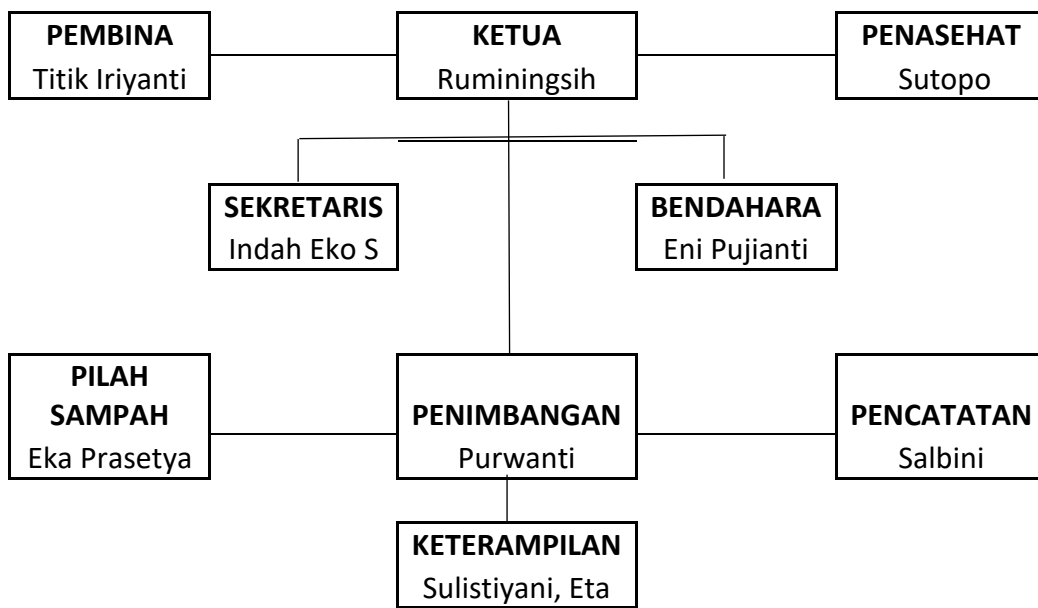 PEMBINA
Titik Iriyanti
KETUA
Ruminingsih
PENASEHAT
Sutopo
SEKRETARIS
Indah Eko S
BENDAHARA
Eni Pujianti
PILAH
SAMPAH
Eka Prasetya
PENIMBANGAN
Purwanti
PENCATATAN
Salbini
KETERAMPILAN
Sulistiyani, Eta